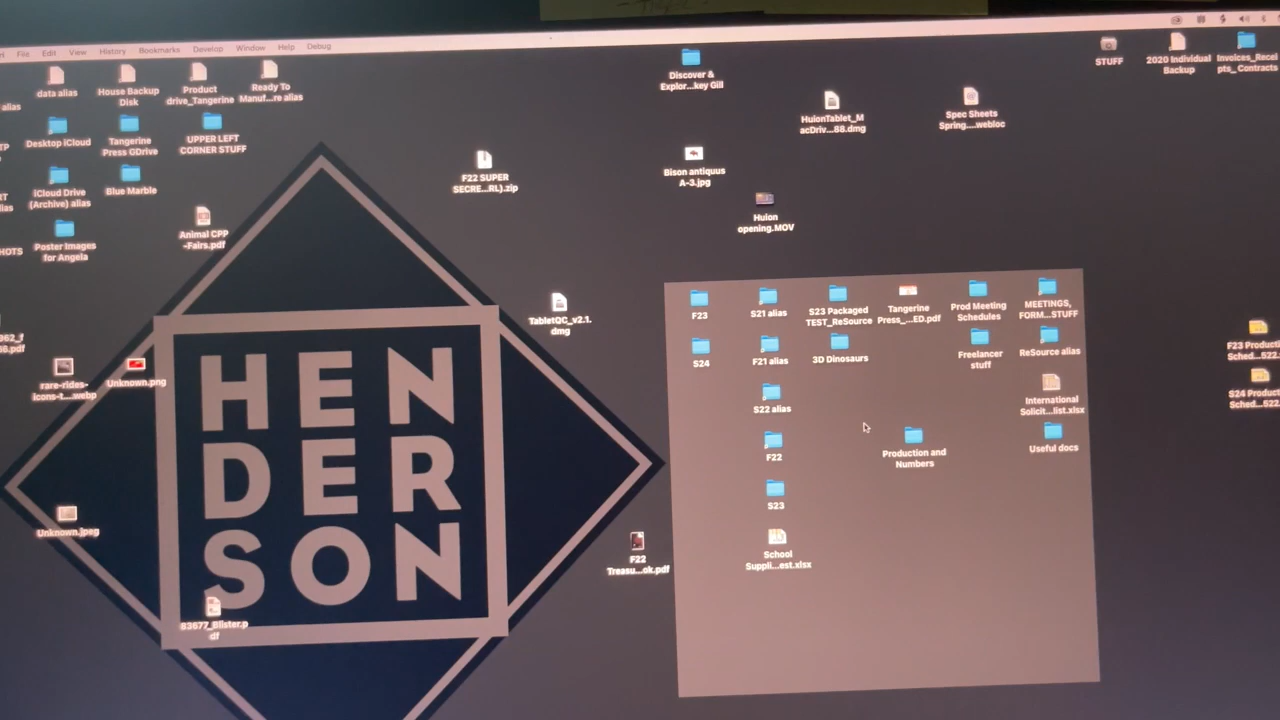 File Edit View History Bookmarks Develop Window Help Debug
alias
data alias
House Backup
Disk
Product
drive_Tangerine
Ready To
Manuf...re alias
Desktop iCloud
Tangerine
Press GDrive
UPPER LEFT
CORNER STUFF
iCloud Drive
(Archive) alias
Blue Marble
Poster Images
for Angela
Animal CPP
-Fairs.pdf
rare-rides-
icons-t....webp
Unknown.png
Unknown.jpeg
83677_Blister.p
df
HEN
DER
SON
F22 SUPER
SECRE...RL).zip
TabletQC_v2.1.
dmg
F22
Treasu...ok.pdf
Discover &
Explor...key Gill
Bison antiquus
A-3.jpg
Huion
opening.MOV
HuionTablet_M
acDriv...88.dmg
Spec Sheets
Spring....webloc
STUFF
2020 Individual
Backup
Invoices_Recei
pts_Contracts
F23
S21 alias
S23 Packaged
TEST_ReSource
Tangerine
Press_...ED.pdf
Prod Meeting
Schedules
MEETINGS,
FORM...STUFF
S24
F21 alias
3D Dinosaurs
Freelancer
stuff
ReSource alias
S22 alias
International
Solicit...list.xlsx
F22
Production and
Numbers
Useful docs
S23
School
Suppli...est.xlsx
F23 Producti
Sched...522.
S24 Product
Sched...522.